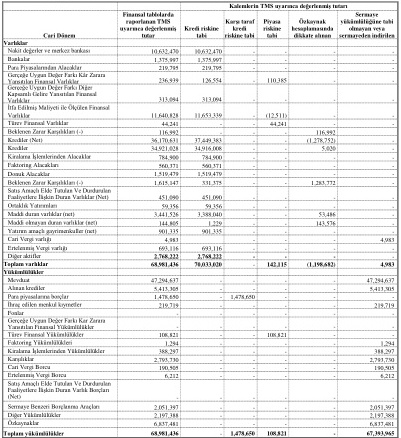 Kalemlerin TMS uyarınca değerlenmiş tutarı
Cari Dönem Finansal tablolarda raporlanan TMS uyarınca değerlenmiş tutar Kredi riskine tabi Karşı taraf kredi riskine tabi Piyasa riskine tabi Özkaynak hesaplamasında dikkate alınan Sermaye yükümlülüğüne tabi olmayan veya sermayeden indirilen
Varlıklar
Nakit değerler ve merkez bankası 10,632,470 10,632,470 - - - -
Bankalar 1,375,997 1,375,997 - - - -
Para Piyasalarından Alacaklar 219,795 219,795 - - - -
Gerçeğe Uygun Değer Farkı Kâr Zarara
Yansıtılan Finansal Varlıklar 236,939 126,554 - 110,385 - -
Gerçeğe Uygun Değer Farkı Diğer
Kapsamlı Gelire Yansıtılan Finansal
Varlıklar 313,094 313,094 - - - -
İtfa Edilmiş Maliyeti ile Ölçülen Finansal
Varlıklar 11,640,828 11,653,339 - (12,511) - -
Türev Finansal Varlıklar 44,241 - - 44,241 - -
Beklenen Zarar Karşılıkları (-) 116,992 - - - 116,992 -
Krediler (Net) 36,170,631 37,449,383 - - (1,278,752) -
Krediler 34,921,028 34,916,008 - - 5,020 -
Kiralama İşlemlerinden Alacaklar 784,900 784,900 - - - -
Factoring Alacakları 560,371 560,371 - - - -
Donuk Alacaklar 1,519,479 1,519,479 - - - -
Beklenen Zarar Karşılıkları (-) 1,615,147 331,375 - - 1,283,772 -
Satış Amaçlı Elde Tutulan Ve Durdurulan
Faaliyetlere İlişkin Duran Varlıklar (Net) 451,090 451,090 - - - -
Ortaklık Yatırımları 59,356 59,356 - - - -
Maddi duran varlıklar (net) 3,441,526 3,388,040 - - 53,486 -
Maddi olmayan duran varlıklar (net) 144,805 1,229 - - 143,576 -
Yatırım amaçlı gayrimenkuller (net) 901,335 901,335 - - - -
Cari Vergi varlığı 4,983 - - - - 4,983
Ertelenmiş Vergi varlığı 693,116 693,116 - - - -
Diğer aktifler 2,768,222 2,768,222 - - - -
Toplam varlıklar 68,981,436 70,033,020 - 142,115 (1,198,682) 4,983
Yükümlülükler
Mevduat 47,294,637 - - - - 47,294,637
Alınan krediler 5,413,305 - - - - 5,413,305
Para piyasalarına borçlar 1,478,650 - 1,478,650 - - -
İhraç edilen menkul kıymetler 219,719 - - - - 219,719
Fonlar - - - - - -
Gerçeğe Uygun Değer Farkı Kar Zarara
Yansıtılan Finansal Yükümlülükler - - - - - -
Türev Finansal Yükümlülükler 108,821 - - 108,821 - -
Faktoring Yükümlülükleri 1,294 - - - - 1,294
Kiralama İşlemlerinden Yükümlülükler 388,297 - - - - 388,297
Karşılıklar 2,793,730 - - - - 2,793,730
Cari Vergi Borcu 190,505 - - - - 190,505
Ertelenmiş Vergi Borcu 6,212 - - - - 6,212
Satış Amaçlı Elde Tutulan Ve Durdurulan
Faaliyetlere İlişkin Duran Varlık Borçları
(Net) - - - - - -
Sermaye Benzeri Borçlanma Araçları 2,051,397 - - - - 2,051,397
Diğer Yükümlülükler 2,197,388 - - - - 2,197,388
Özkaynaklar 6,837,481 - - - - 6,837,481
Toplam yükümlülükler 68,981,436 - 1,478,650 108,821 - 67,393,965